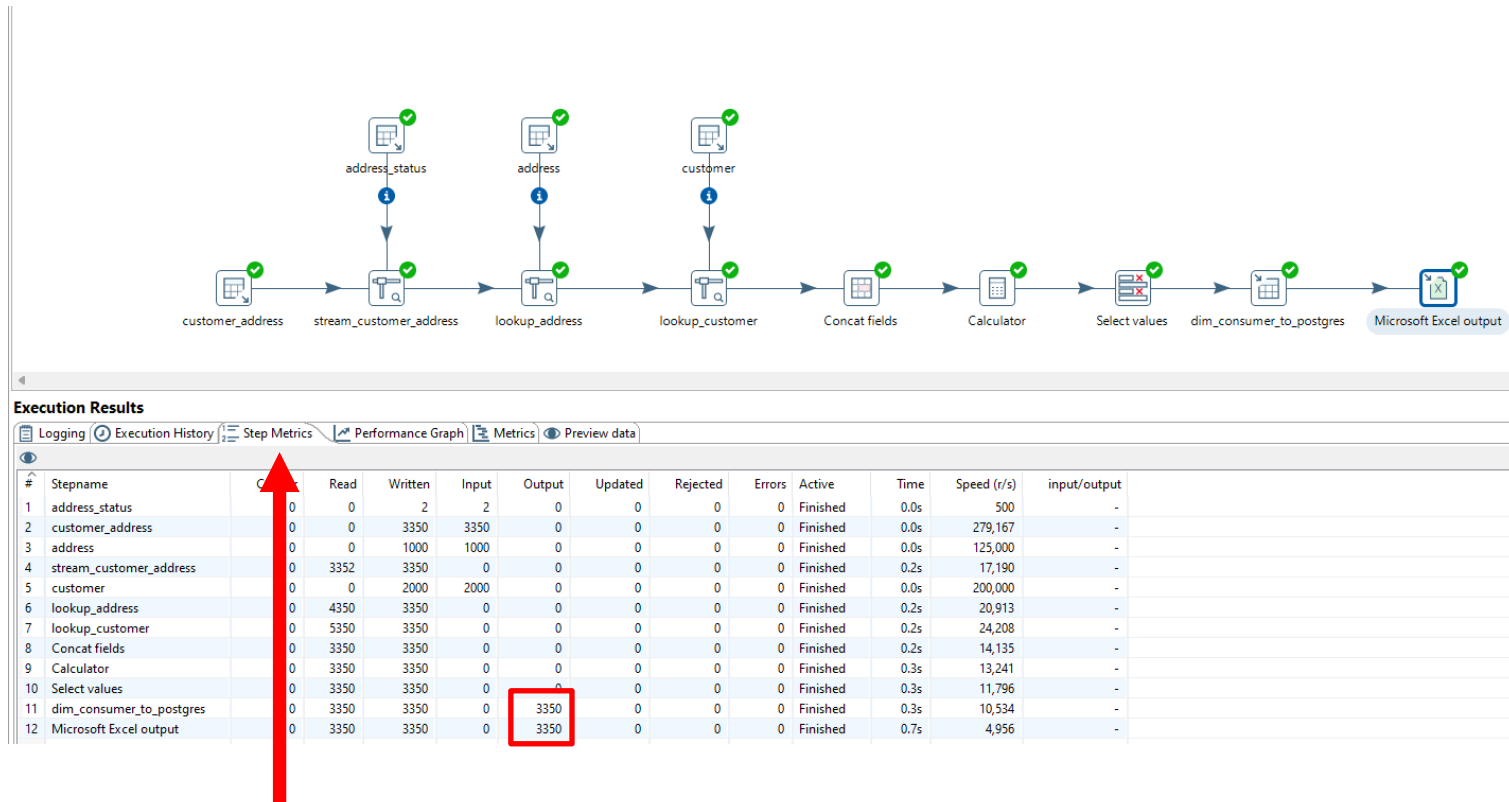 address_status address customer
customer_address stream_customer_address lookup_address lookup_customer Concat fields Calculator Select values dim_consumer_to_postgres Microsoft Excel output
Execution Results
Logging Execution History Step Metrics Performance Graph Metrics Preview data
# Stepname Read Written Input Output Updated Rejected Errors Active Time Speed (r/s) input/output
1 address_status 0 0 2 2 0 0 0 0 Finished 0.0s 500 -
2 customer_address 0 0 3350 3350 0 0 0 0 Finished 0.0s 279,167 -
3 address 0 0 1000 1000 0 0 0 0 Finished 0.0s 125,000 -
4 stream_customer_address 0 3352 3350 0 0 0 0 0 Finished 0.2s 17,190 -
5 customer 0 0 2000 2000 0 0 0 0 Finished 0.0s 200,000 -
6 lookup_address 0 4350 3350 0 0 0 0 0 Finished 0.2s 20,913 -
7 lookup_customer 0 5350 3350 0 0 0 0 0 Finished 0.2s 24,208 -
8 Concat fields 0 3350 3350 0 0 0 0 0 Finished 0.2s 14,135 -
9 Calculator 0 3350 3350 0 0 0 0 0 Finished 0.3s 13,241 -
10 Select values 0 3350 3350 0 0 0 0 0 Finished 0.3s 11,796 -
11 dim_consumer_to_postgres 0 3350 3350 0 3350 0 0 0 Finished 0.3s 10,534 -
12 Microsoft Excel output 0 3350 3350 0 3350 0 0 0 Finished 0.7s 4,956 -